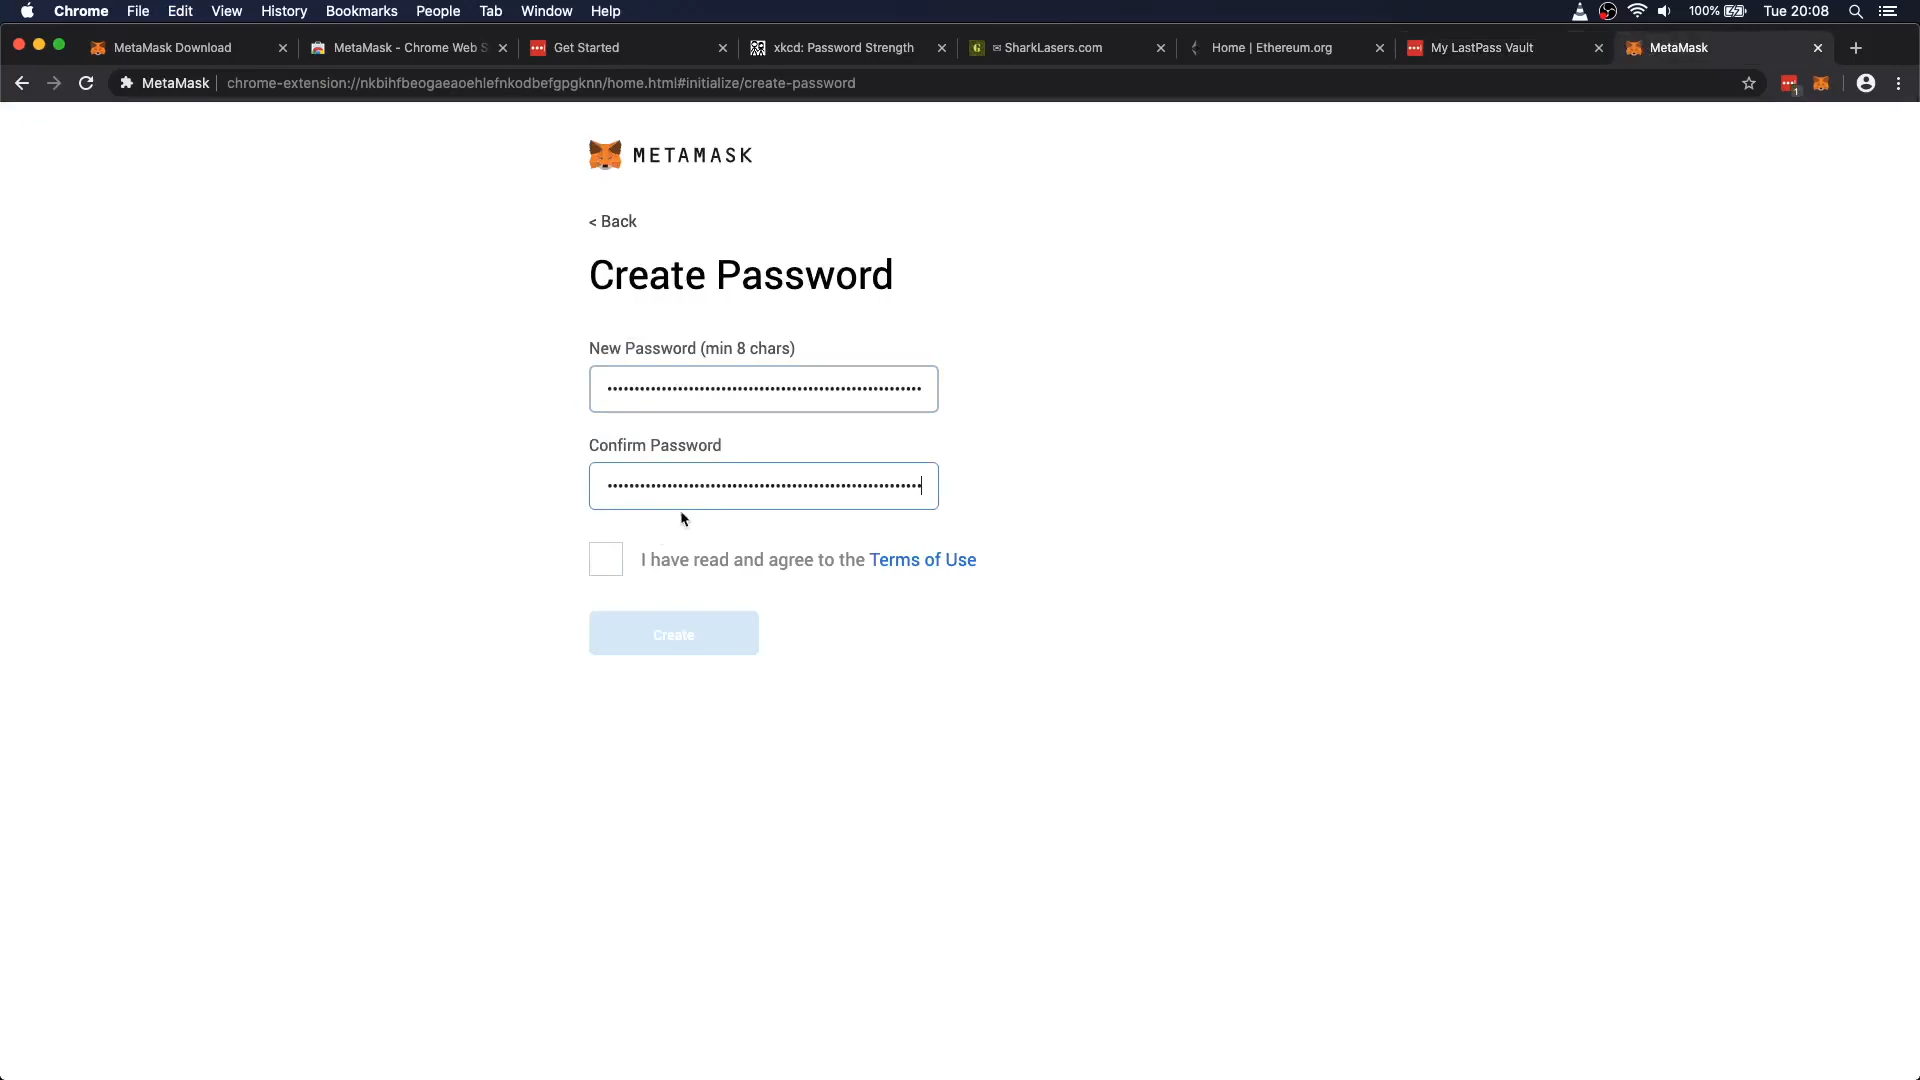 Chrome File Edit View History Bookmarks People Tab Window Help 100% Tue 20:08
MetaMask Download MetaMask - Chrome Web S Get Started xkcd: Password Strength SharkLasers.com Home | Ethereum.org My LastPass Vault MetaMask
MetaMask chrome-extension://nkbihfbeogaeaoehlefnkodbefgpgknn/home.html#initialize/create-password 1
METAMASK
< Back
Create Password
New Password (min 8 chars)
Confirm Password
I have read and agree to the Terms of Use
Create